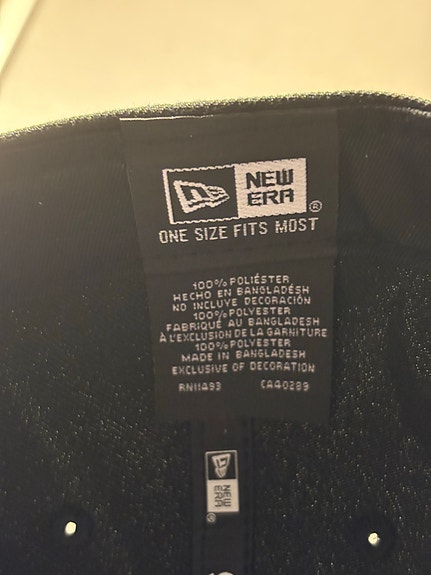 NEW
ERA®
ONE SIZE FITS MOST
100% POLIÉSTER
HECHO EN BANGLADÉSH
NO INCLUYE DECORACIÓN
100% POLYESTER
FABRIQUÉ AU BANGLADESH
À L'EXCLUSION DE LA GARNITURE
100% POLYESTER
MADE IN BANGLADESH
EXCLUSIVE OF DECORATION
RN11493 CA40289
NEW
ERA®